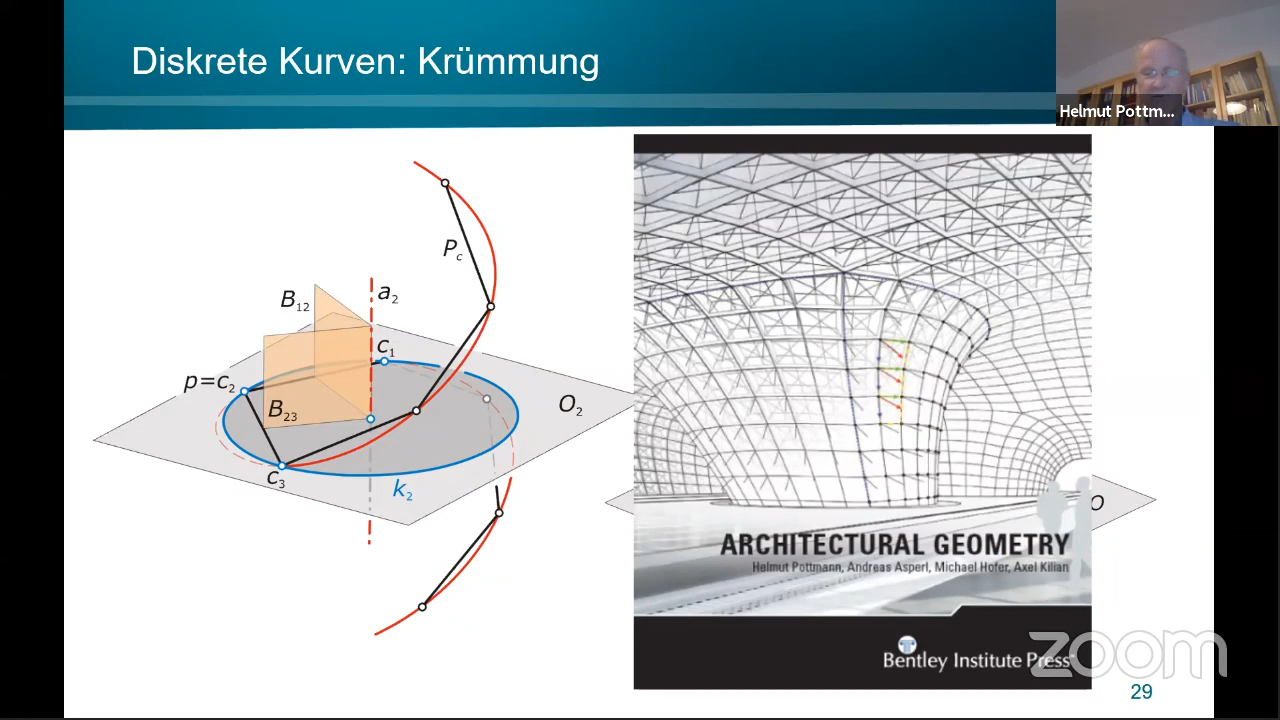 Diskrete Kurven: Krümmung
Helmut Pottm...
P_c
B_12
a_2
c_1
p=c_2
B_23
O_2
c_3
k_2
O
ARCHITECTURAL GEOMETRY
Helmut Pottmann, Andreas Asperl, Michael Hofer, Axel Kilian
Bentley Institute Press
zoom
29